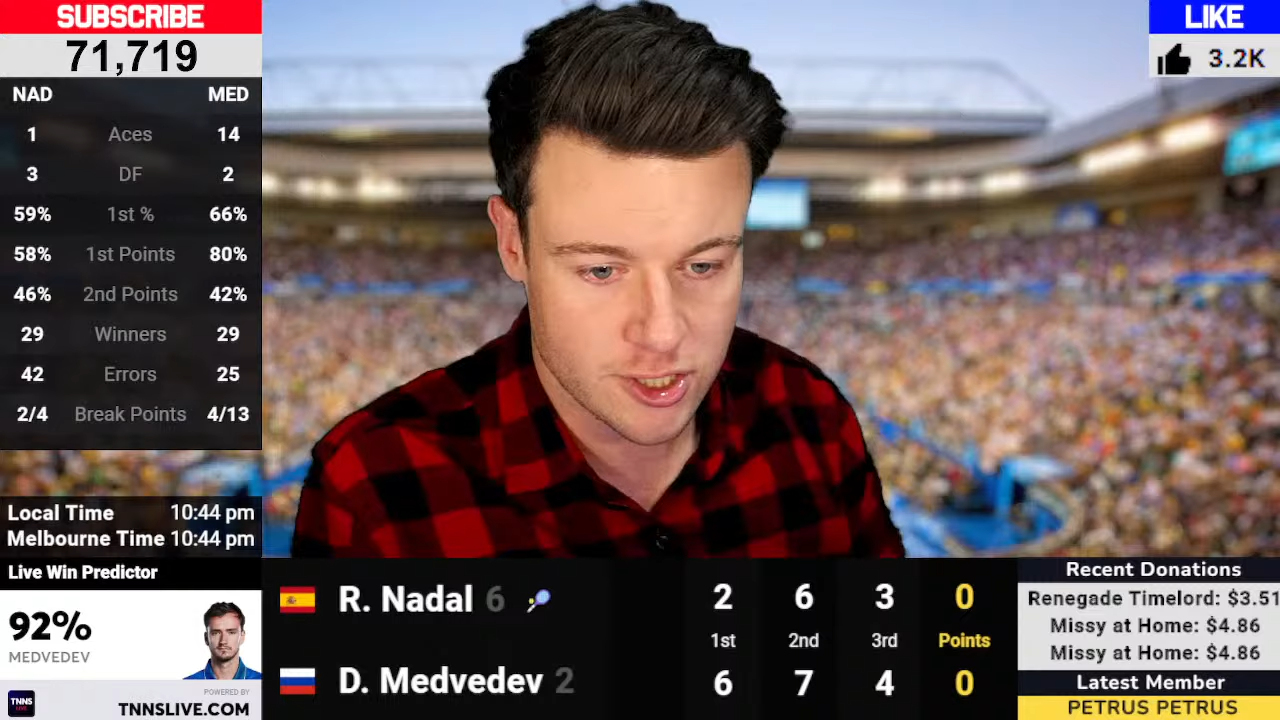 SUBSCRIBE
71,719
NAD MED
1 Aces 14
3 DF 2
59% 1st % 66%
58% 1st Points 80%
46% 2nd Points 42%
29 Winners 29
42 Errors 25
2/4 Break Points 4/13
Local Time 10:44 pm
Melbourne Time 10:44 pm
Live Win Predictor
92%
MEDVEDEV
TNNS
LIVE
POWERED BY
TNNSLIVE.COM
LIKE
3.2K
R. Nadal 6 2 6 3 0
1st 2nd 3rd Points
D. Medvedev 2 6 7 4 0
Recent Donations
Renegade Timelord: $3.51
Missy at Home: $4.86
Missy at Home: $4.86
Latest Member
PETRUS PETRUS